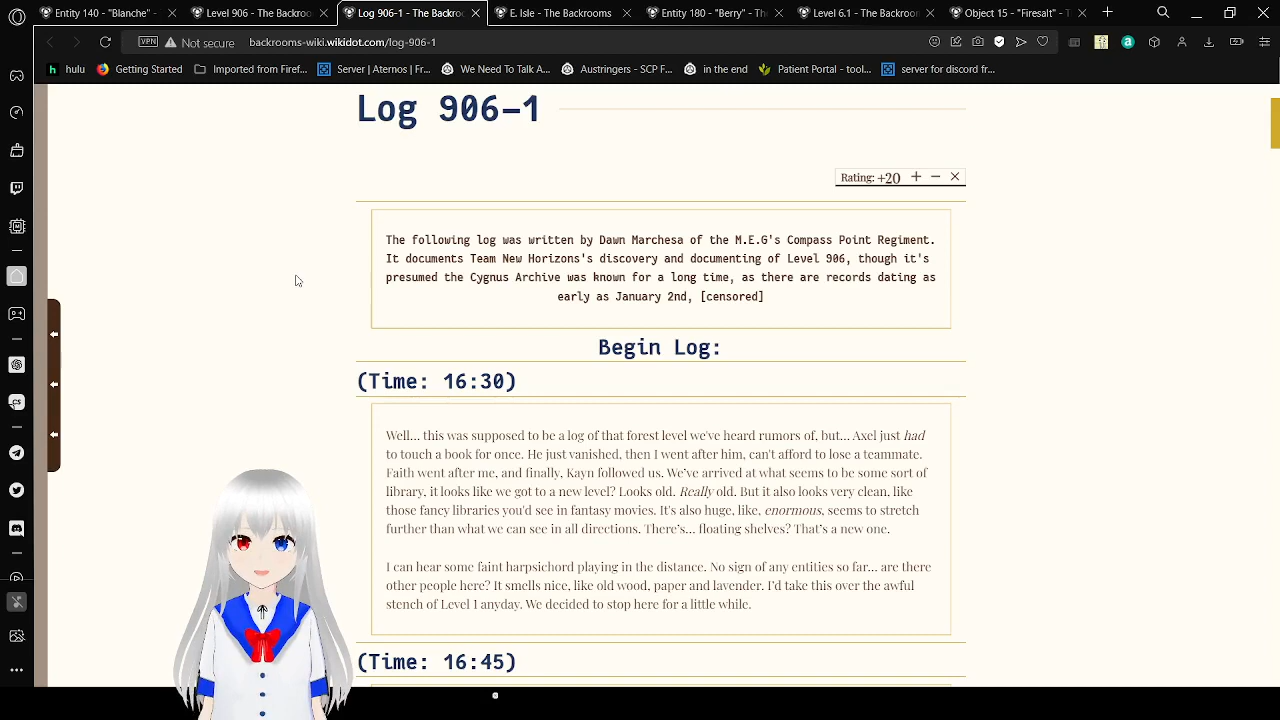 Entity 140 - "Blanche" -
Level 906 - The Backroo
Log 906-1 - The Backroo
E. Isle - The Backrooms
Entity 180 - "Berry" - The
Level 6.1 - The Backroom
Object 15 - "Firesalt" - T
VPN
Not secure
backrooms-wiki.wikidot.com/log-906-1
hulu
Getting Started
Imported from Firef...
Server | Aternos | Fr...
We Need To Talk A...
Austringers - SCP F...
in the end
Patient Portal - tool...
server for discord fr...
Log 906-1
Rating: +20 + − ×
The following log was written by Dawn Marchesa of the M.E.G's Compass Point Regiment.
It documents Team New Horizons's discovery and documenting of Level 906, though it's
presumed the Cygnus Archive was known for a long time, as there are records dating as
early as January 2nd, [censored]
Begin Log:
(Time: 16:30)
Well... this was supposed to be a log of that forest level we've heard rumors of, but... Axel just had
to touch a book for once. He just vanished, then I went after him, can't afford to lose a teammate.
Faith went after me, and finally, Kayn followed us. We've arrived at what seems to be some sort of
library, it looks like we got to a new level? Looks old. Really old. But it also looks very clean, like
those fancy libraries you'd see in fantasy movies. It's also huge, like, enormous, seems to stretch
further than what we can see in all directions. There's... floating shelves? That's a new one.
I can hear some faint harpsichord playing in the distance. No sign of any entities so far... are there
other people here? It smells nice, like old wood, paper and lavender. I'd take this over the awful
stench of Level 1 anyday. We decided to stop here for a little while.
(Time: 16:45)